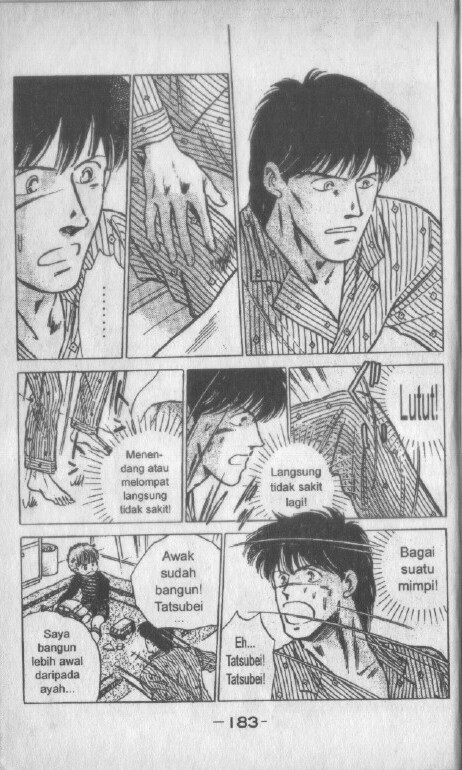 .........
Lutut!
Langsung
tidak sakit
lagi!
Menen-
dang atau
melompat
langsung
tidak sakit!
Bagai
suatu
mimpi!
Eh...
Tatsubei!
Tatsubei!
Awak
sudah
bangun!
Tatsubei
...
Saya
bangun
lebih awal
daripada
ayah...
-183-